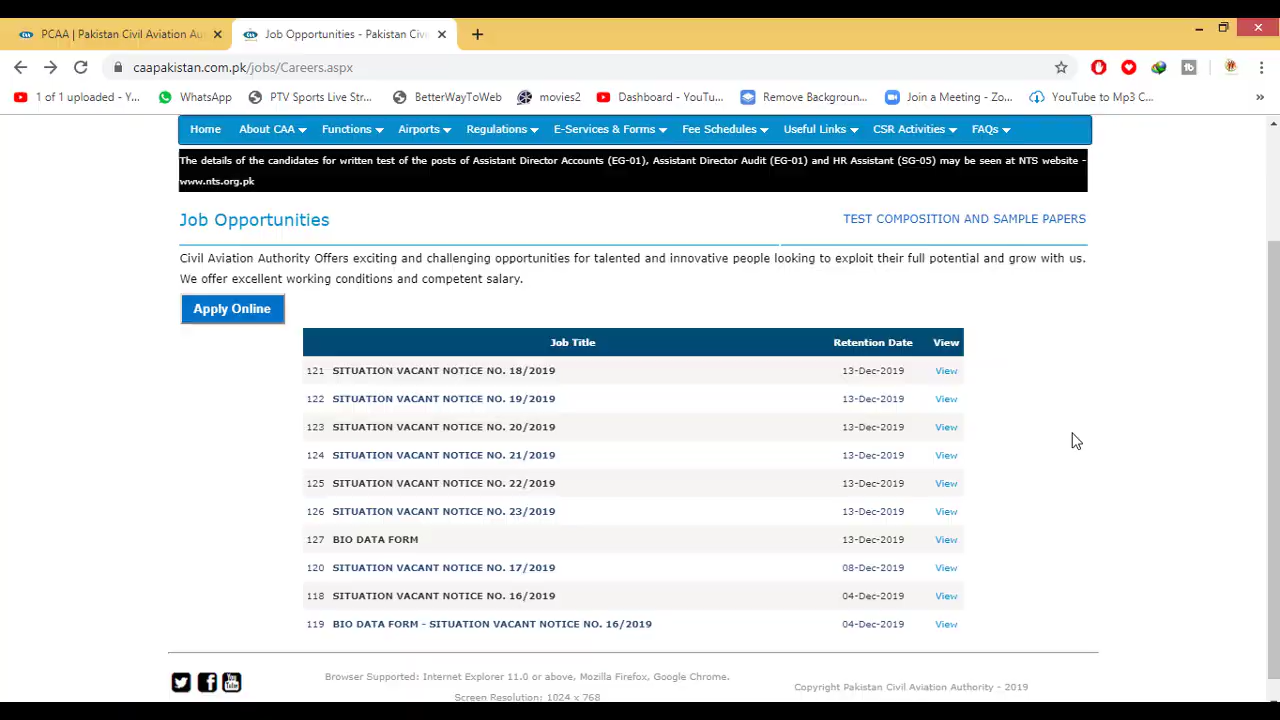 PCAA | Pakistan Civil Aviation Au
Job Opportunities - Pakistan Civi
caapakistan.com.pk/jobs/Careers.aspx
1 of 1 uploaded - Y...
WhatsApp
PTV Sports Live Str...
BetterWayToWeb
movies2
Dashboard - YouTu...
Remove Backgroun...
Join a Meeting - Zo...
YouTube to Mp3 C...
»
Home
About CAA
Functions
Airports
Regulations
E-Services & Forms
Fee Schedules
Useful Links
CSR Activities
FAQs
The details of the candidates for written test of the posts of Assistant Director Accounts (EG-01), Assistant Director Audit (EG-01) and HR Assistant (SG-05) may be seen at NTS website -
www.nts.org.pk
Job Opportunities
TEST COMPOSITION AND SAMPLE PAPERS
Civil Aviation Authority Offers exciting and challenging opportunities for talented and innovative people looking to exploit their full potential and grow with us.
We offer excellent working conditions and competent salary.
Apply Online
Job Title Retention Date View
121 SITUATION VACANT NOTICE NO. 18/2019 13-Dec-2019 View
122 SITUATION VACANT NOTICE NO. 19/2019 13-Dec-2019 View
123 SITUATION VACANT NOTICE NO. 20/2019 13-Dec-2019 View
124 SITUATION VACANT NOTICE NO. 21/2019 13-Dec-2019 View
125 SITUATION VACANT NOTICE NO. 22/2019 13-Dec-2019 View
126 SITUATION VACANT NOTICE NO. 23/2019 13-Dec-2019 View
127 BIO DATA FORM 13-Dec-2019 View
120 SITUATION VACANT NOTICE NO. 17/2019 08-Dec-2019 View
118 SITUATION VACANT NOTICE NO. 16/2019 04-Dec-2019 View
119 BIO DATA FORM - SITUATION VACANT NOTICE NO. 16/2019 04-Dec-2019 View
Browser Supported: Internet Explorer 11.0 or above, Mozilla Firefox, Google Chrome.
Screen Resolution: 1024 x 768
Copyright Pakistan Civil Aviation Authority - 2019